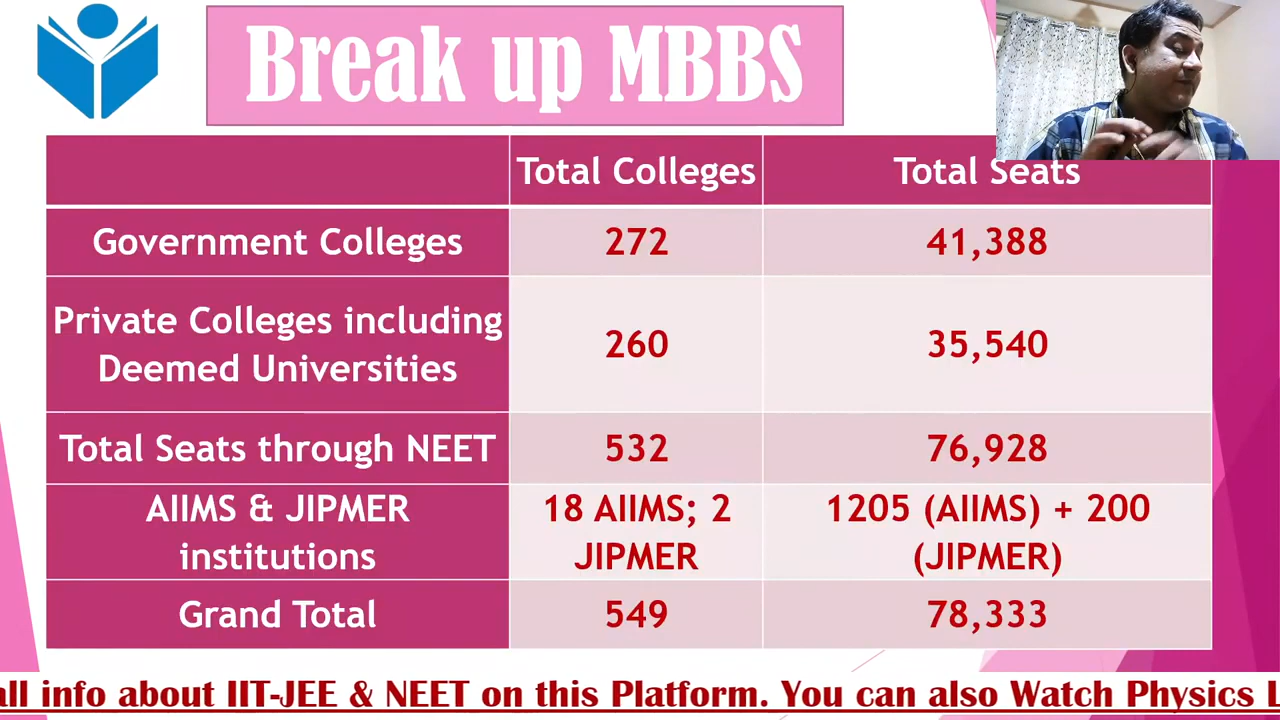 Break up MBBS
Total Colleges
Total Seats
Government Colleges
272
41,388
Private Colleges including
Deemed Universities
260
35,540
Total Seats through NEET
532
76,928
AIIMS & JIPMER
institutions
18 AIIMS; 2
JIPMER
1205 (AIIMS) + 200
(JIPMER)
Grand Total
549
78,333
all info about IIT-JEE & NEET on this Platform. You can also Watch Physics L